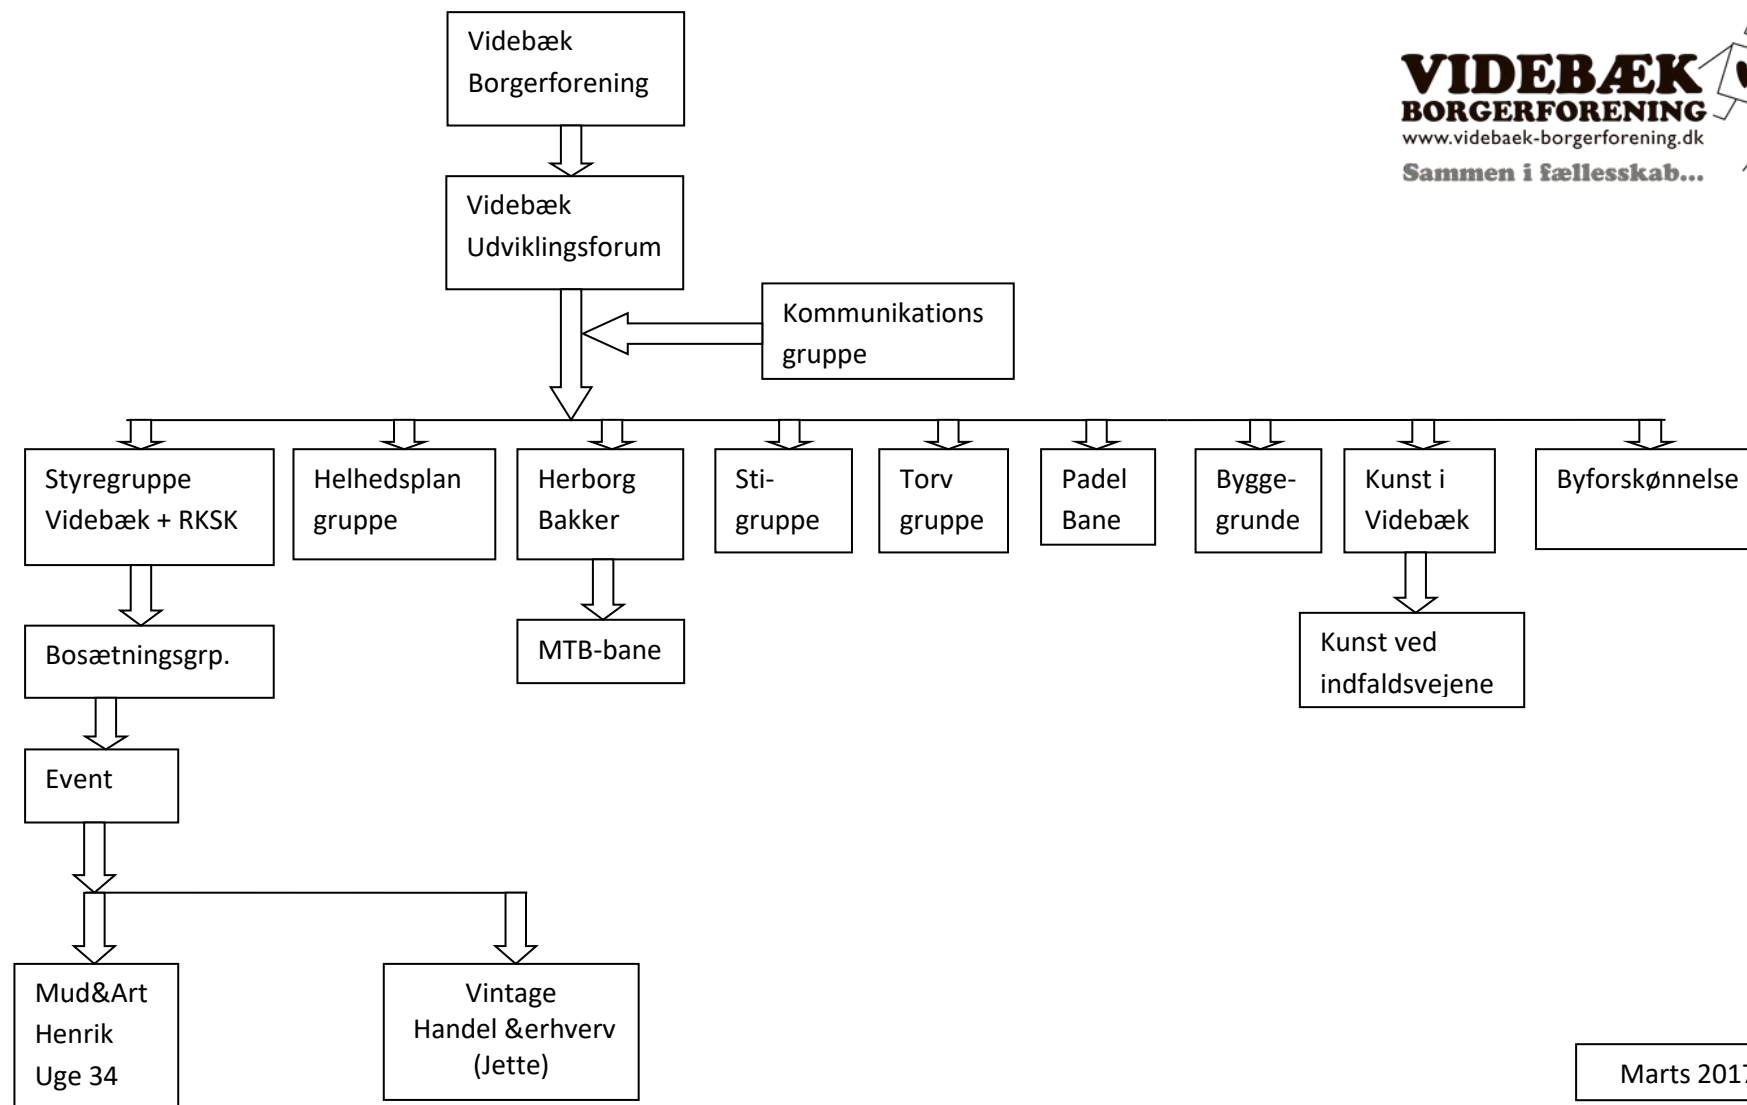 Videbæk
Borgerforening
VIDEBÆK
BORGERFORENING
www.videbaek-borgerforening.dk
Sammen i fællesskab...
Videbæk
Udviklingsforum
Kommunikations
gruppe
Styregruppe
Videbæk + RKSK
Helhedsplan
gruppe
Herborg
Bakker
Sti-
gruppe
Torv
gruppe
Padel
Bane
Bygge-
grunde
Kunst i
Videbæk
Byforskønnelse
Bosætningsgrp.
MTB-bane
Kunst ved
indfaldsvejene
Event
Mud&Art
Henrik
Uge 34
Vintage
Handel &erhverv
(Jette)
Marts 2017